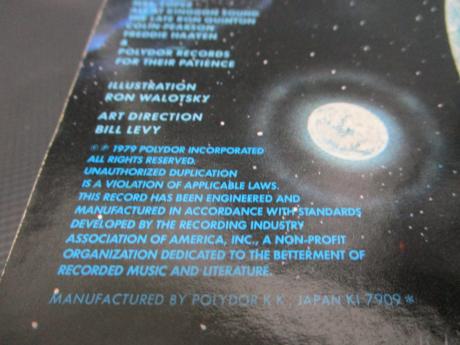 THE LATE RON QUINTON
COLIN PEARSON
FREDDIE HAAYEN
&
POLYDOR RECORDS
FOR THEIR PATIENCE
ILLUSTRATION
RON WALOTSKY
ART DIRECTION
BILL LEVY
©℗ 1979 POLYDOR INCORPORATED
ALL RIGHTS RESERVED.
UNAUTHORIZED DUPLICATION
IS A VIOLATION OF APPLICABLE LAWS.
THIS RECORD HAS BEEN ENGINEERED AND
MANUFACTURED IN ACCORDANCE WITH STANDARDS
DEVELOPED BY THE RECORDING INDUSTRY
ASSOCIATION OF AMERICA, INC., A NON-PROFIT
ORGANIZATION DEDICATED TO THE BETTERMENT OF
RECORDED MUSIC AND LITERATURE.
MANUFACTURED BY POLYDOR K.K. JAPAN KI 7909 *